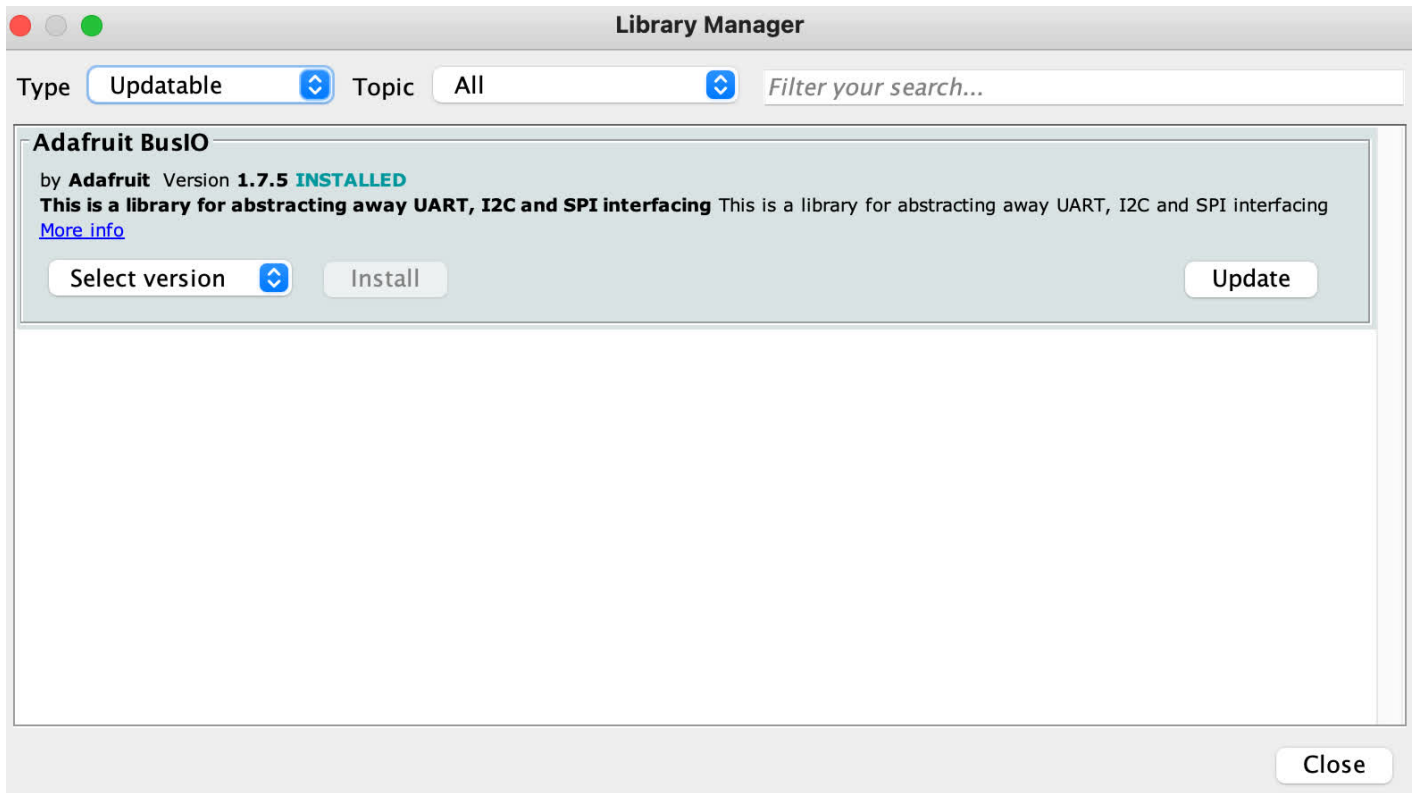 Library Manager
Type Updatable Topic All Filter your search...
Adafruit BusIO
by Adafruit Version 1.7.5 INSTALLED
This is a library for abstracting away UART, I2C and SPI interfacing This is a library for abstracting away UART, I2C and SPI interfacing
More info
Select version Install Update
Close